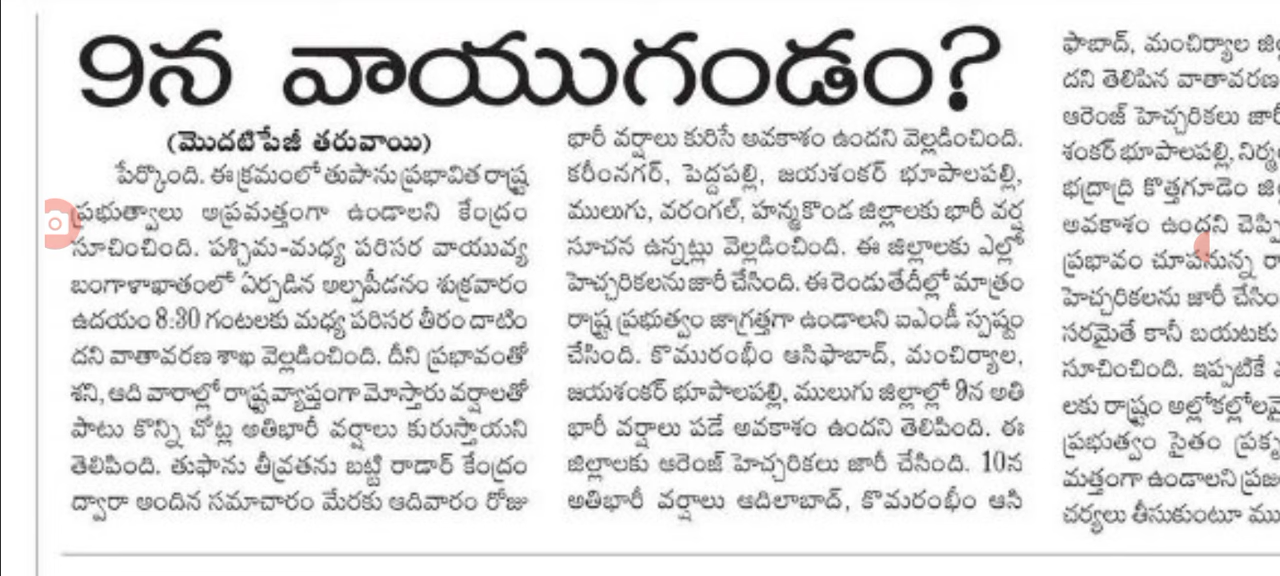 9న వాయుగండం?
(మొదటిపేజీ తరువాయి)
పేర్కొంది. ఈ క్రమంలో తుపాను ప్రభావిత రాష్ట్ర
ప్రభుత్వాలు అప్రమత్తంగా ఉండాలని కేంద్రం
సూచించింది. పశ్చిమ-మధ్య పరిసర వాయువ్య
బంగాళాఖాతంలో ఏర్పడిన అల్పపీడనం శుక్రవారం
ఉదయం 8:30 గంటలకు మధ్య పరిసర తీరం దాటిం
దని వాతావరణ శాఖ వెల్లడించింది. దీని ప్రభావంతో
శని, ఆది వారాల్లో రాష్ట్ర వ్యాప్తంగా మోస్తారు వర్షాలతో
పాటు కొన్ని చోట్ల అతిభారీ వర్షాలు కురుస్తాయని
తెలిపింది. తుఫాను తీవ్రతను బట్టి రాడార్ కేంద్రం
ద్వారా అందిన సమాచారం మేరకు ఆదివారం రోజు
భారీ వర్షాలు కురిసే అవకాశం ఉందని వెల్లడించింది.
కరీంనగర్, పెద్దపల్లి, జయశంకర్ భూపాలపల్లి,
ములుగు, వరంగల్, హన్మకొండ జిల్లాలకు భారీ వర్ష
సూచన ఉన్నట్లు వెల్లడించింది. ఈ జిల్లాలకు ఎల్లో
హెచ్చరికలను జారీ చేసింది. ఈ రెండు తేదీల్లో మాత్రం
రాష్ట్ర ప్రభుత్వం జాగ్రత్తగా ఉండాలని ఐఎండీ స్పష్టం
చేసింది. కొమురంభీం ఆసిఫాబాద్, మంచిర్యాల,
జయశంకర్ భూపాలపల్లి, ములుగు జిల్లాల్లో 9న అతి
భారీ వర్షాలు పడే అవకాశం ఉందని తెలిపింది. ఈ
జిల్లాలకు ఆరెంజ్ హెచ్చరికలు జారీ చేసింది. 10న
అతిభారీ వర్షాలు ఆదిలాబాద్, కొమరంభీం ఆసి
ఫాబాద్, మంచిర్యాల
దని తెలిపిన వాతావరణ
ఆరెంజ్ హెచ్చరికలు
శంకర్ భూపాలపల్లి,
భద్రాద్రి కొత్తగూడెం
అవకాశం ఉందని
ప్రభావం చూపనున్న
హెచ్చరికలను జారీ
సరమైతే కానీ బయటకు
సూచించింది. ఇప్పటికే
లకు రాష్ట్రం
ప్రభుత్వం సైతం
మత్తంగా ఉండాలని
చర్యలు తీసుకుంటూ